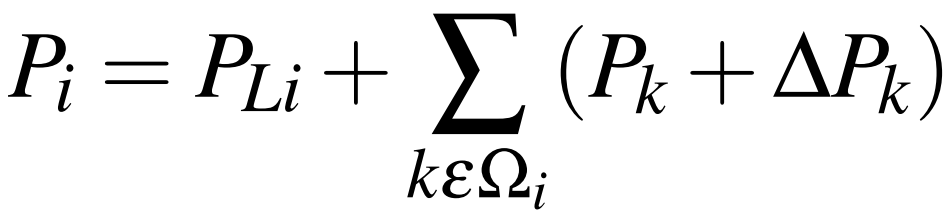 P_i = P_{Li} + \sum_{k \varepsilon \Omega_i} (P_k + \Delta P_k)